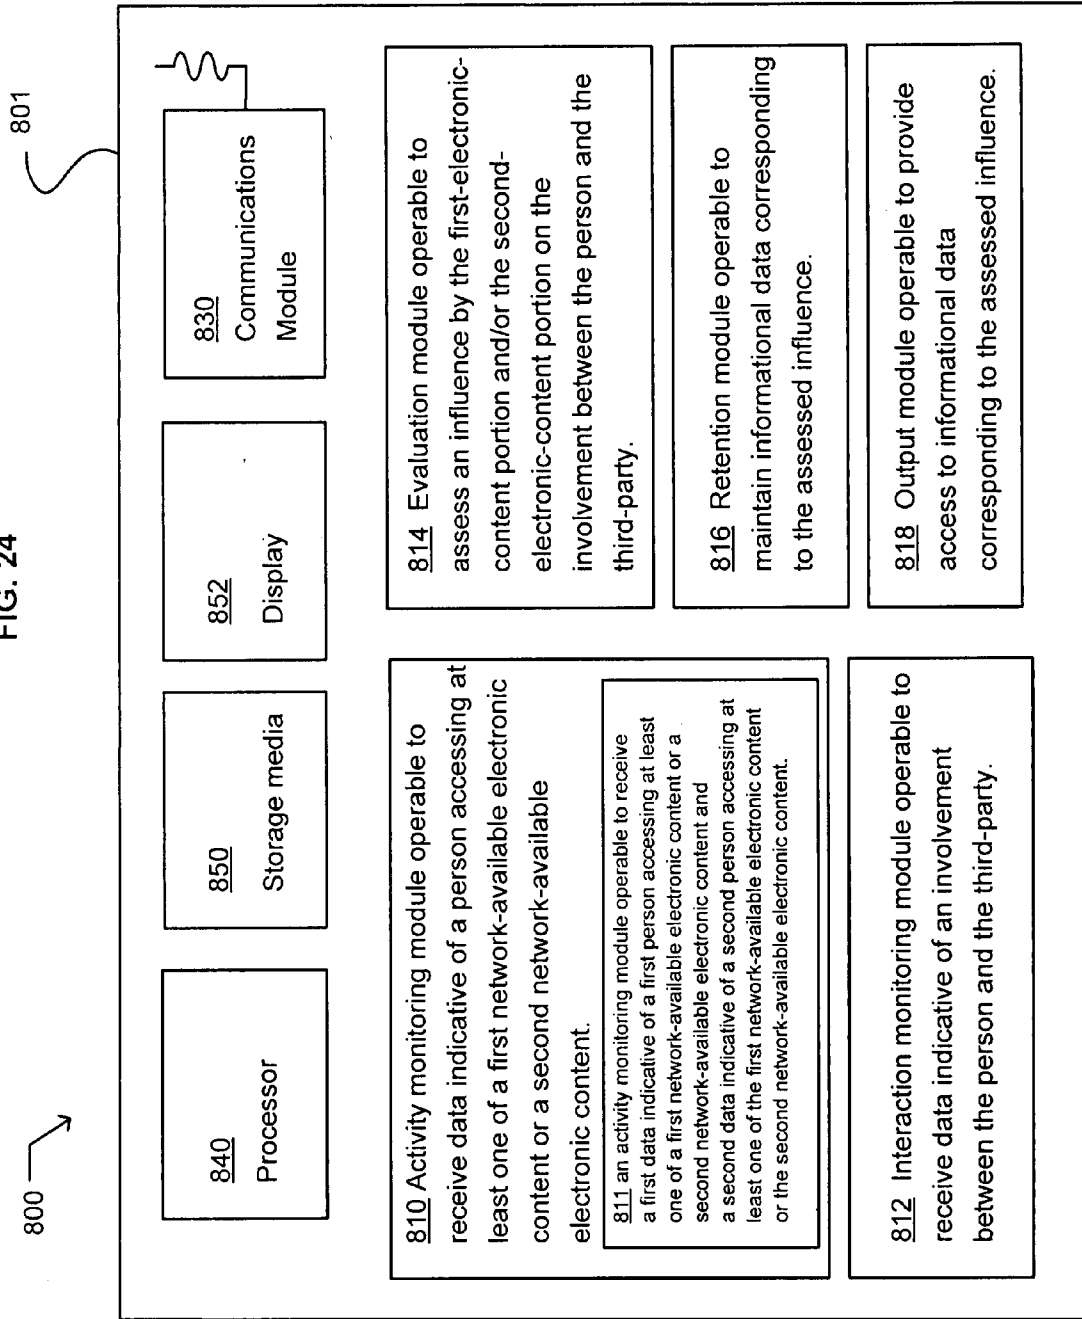 FIG. 24
800
801
840
Processor
850
Storage media
852
Display
830
Communications
Module
810 Activity monitoring module operable to
receive data indicative of a person accessing at
least one of a first network-available electronic
content or a second network-available
electronic content.
811 an activity monitoring module operable to receive
a first data indicative of a first person accessing at least
one of a first network-available electronic content or a
second network-available electronic content and
a second data indicative of a second person accessing at
least one of the first network-available electronic content
or the second network-available electronic content.
812 Interaction monitoring module operable to
receive data indicative of an involvement
between the person and the third-party.
814 Evaluation module operable to
assess an influence by the first-electronic-
content portion and/or the second-
electronic-content portion on the
involvement between the person and the
third-party.
816 Retention module operable to
maintain informational data corresponding
to the assessed influence.
818 Output module operable to provide
access to informational data
corresponding to the assessed influence.